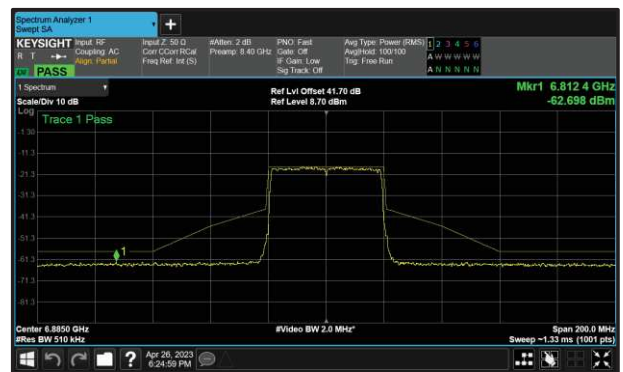 Spectrum Analyzer 1
Swept SA
+
KEYSIGHT Input: RF
R T Coupling: AC
Align: Partial
PASS
Input Z: 50 Ω
Corr CCorr RCal
Freq Ref: Int (S)
#Atten: 2 dB
Preamp: 8.40 GHz
PNO: Fast
Gate: Off
IF Gain: Low
Sig Track: Off
Avg Type: Power (RMS)
Avg|Hold: 100/100
Trig: Free Run
1 2 3 4 5 6
A W W W W W
A N N N N N
1 Spectrum
Scale/Div 10 dB
Ref Lvl Offset 41.70 dB
Ref Level 8.70 dBm
Mkr1 6.812 4 GHz
-62.698 dBm
Log
Trace 1 Pass
-1.30
-11.3
-21.3
-31.3
-41.3
-51.3
-61.3
-71.3
-81.3
1
Center 6.8850 GHz
#Res BW 510 kHz
#Video BW 2.0 MHz*
Span 200.0 MHz
Sweep ~1.33 ms (1001 pts)
?
Apr 26, 2023
6:24:59 PM